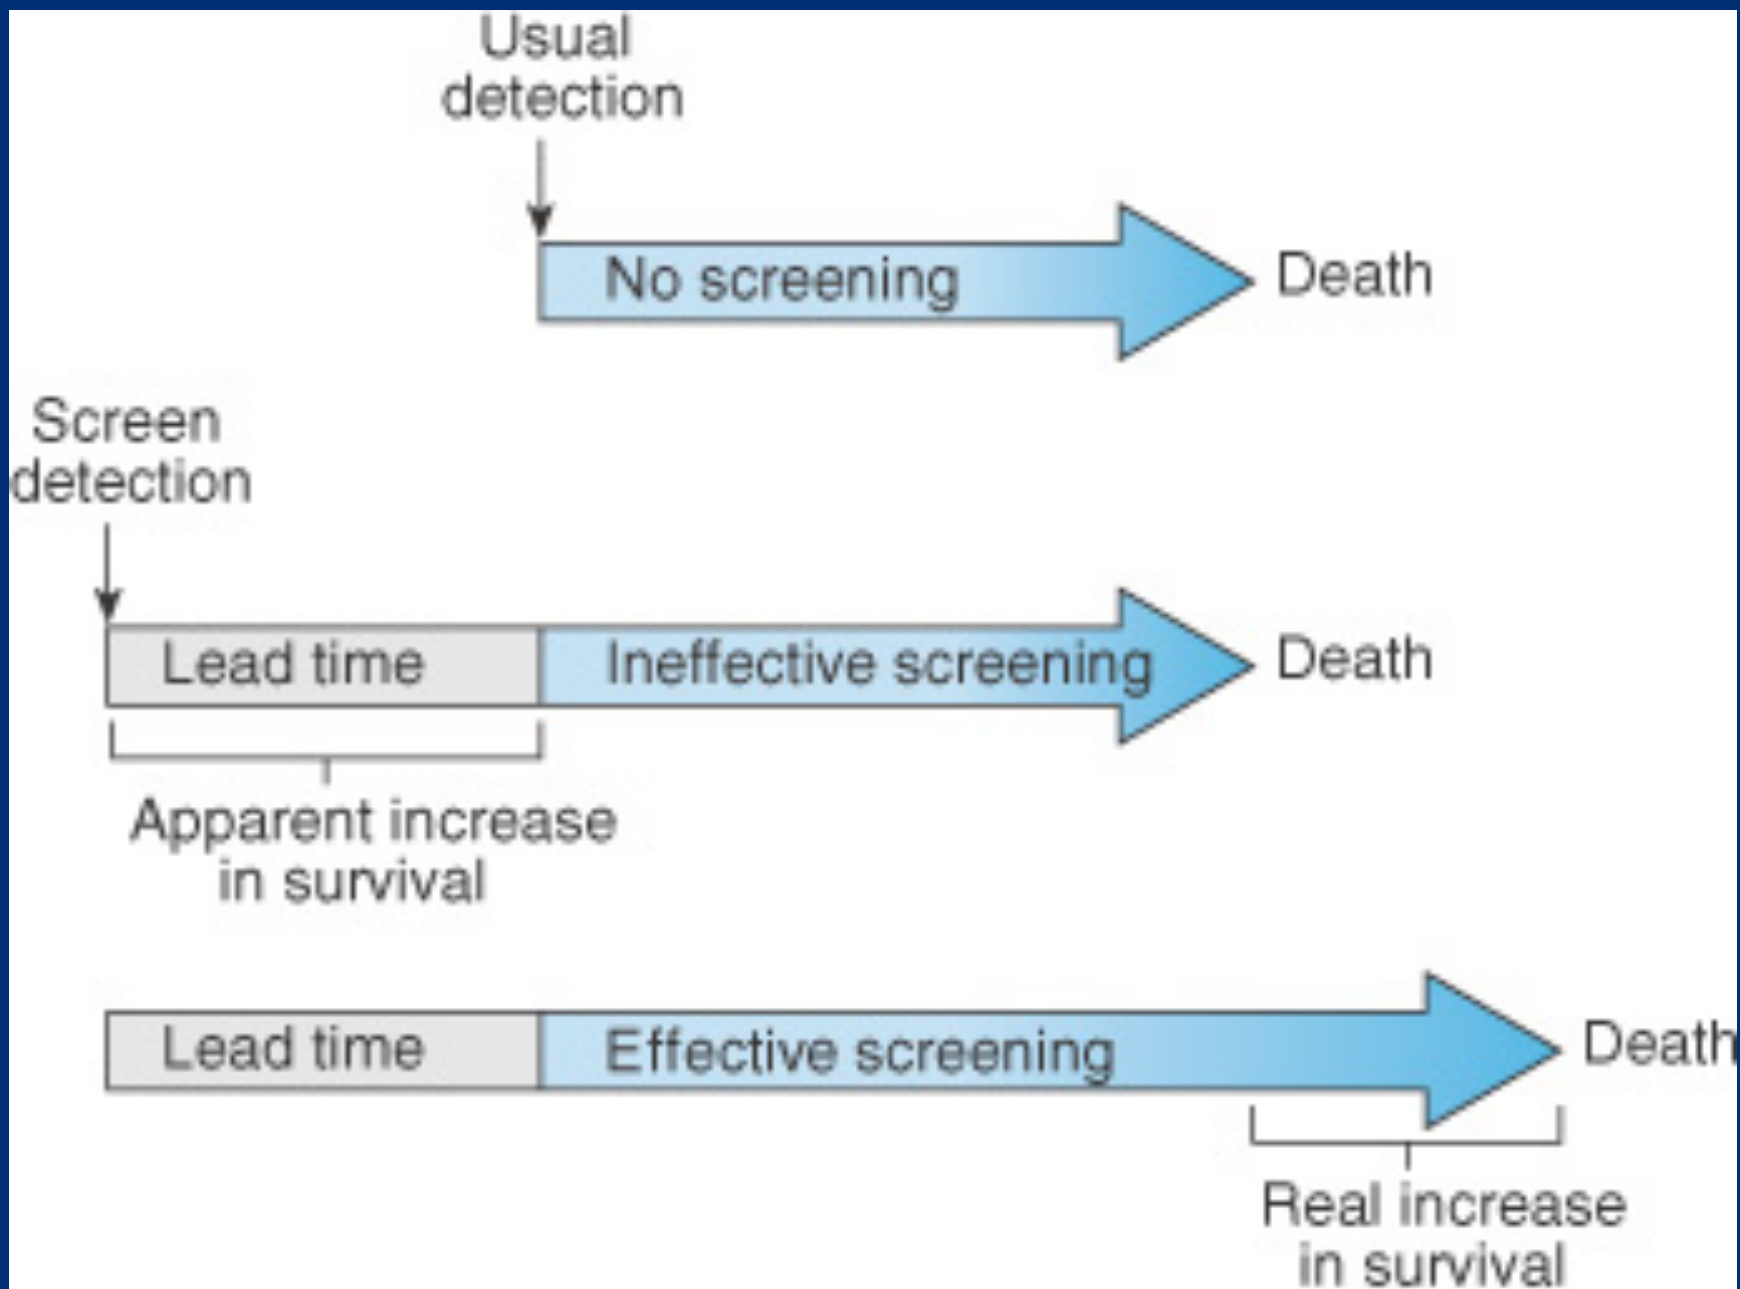 Usual
detection
No screening
Death
Screen
detection
Lead time
Ineffective screening
Death
Apparent increase
in survival
Lead time
Effective screening
Death
Real increase
in survival